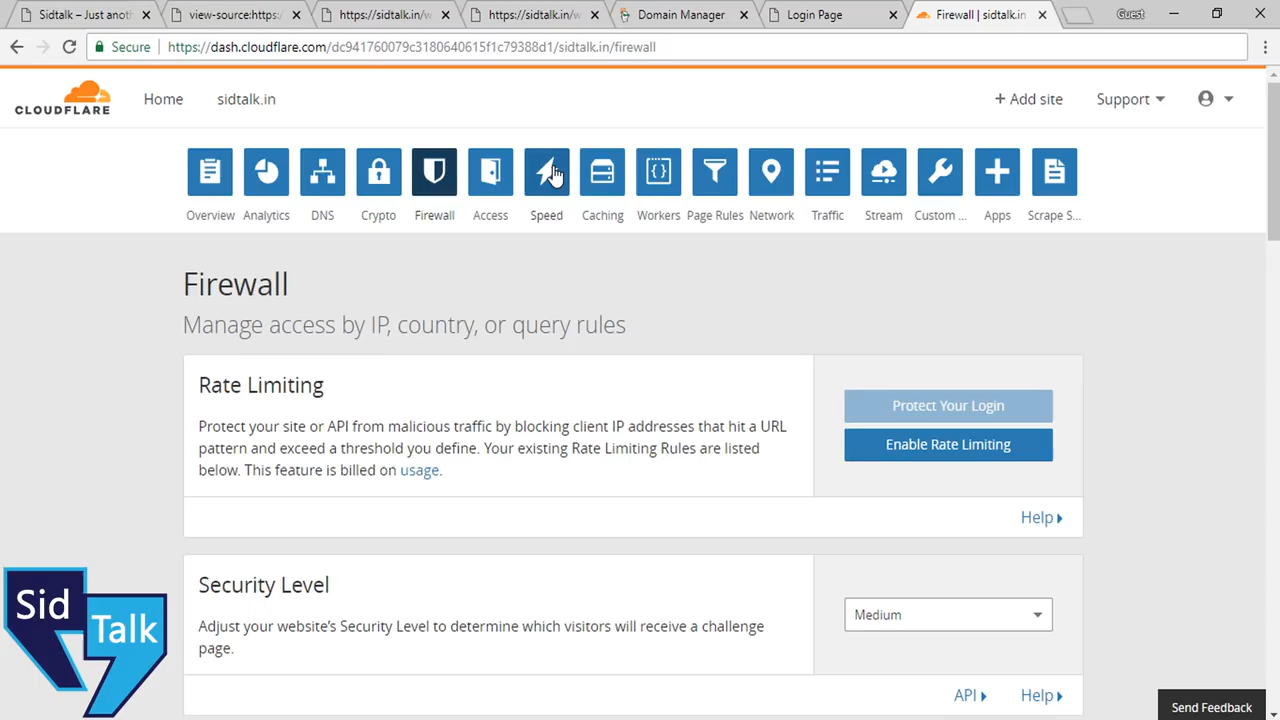 Sidtalk – Just anot
view-source:https:
https://sidtalk.in/w
https://sidtalk.in/w
Domain Manager
Login Page
Firewall | sidtalk.in
Guest
Secure
https://dash.cloudflare.com/dc941760079c3180640615f1c79388d1/sidtalk.in/firewall
CLOUDFLARE
Home
sidtalk.in
+ Add site
Support
Overview
Analytics
DNS
Crypto
Firewall
Access
Speed
Caching
Workers
Page Rules
Network
Traffic
Stream
Custom ...
Apps
Scrape S...
Firewall
Manage access by IP, country, or query rules
Rate Limiting
Protect your site or API from malicious traffic by blocking client IP addresses that hit a URL
pattern and exceed a threshold you define. Your existing Rate Limiting Rules are listed
below. This feature is billed on usage.
Protect Your Login
Enable Rate Limiting
Help
Security Level
Adjust your website's Security Level to determine which visitors will receive a challenge
page.
Medium
API
Help
Sid
Talk
Send Feedback